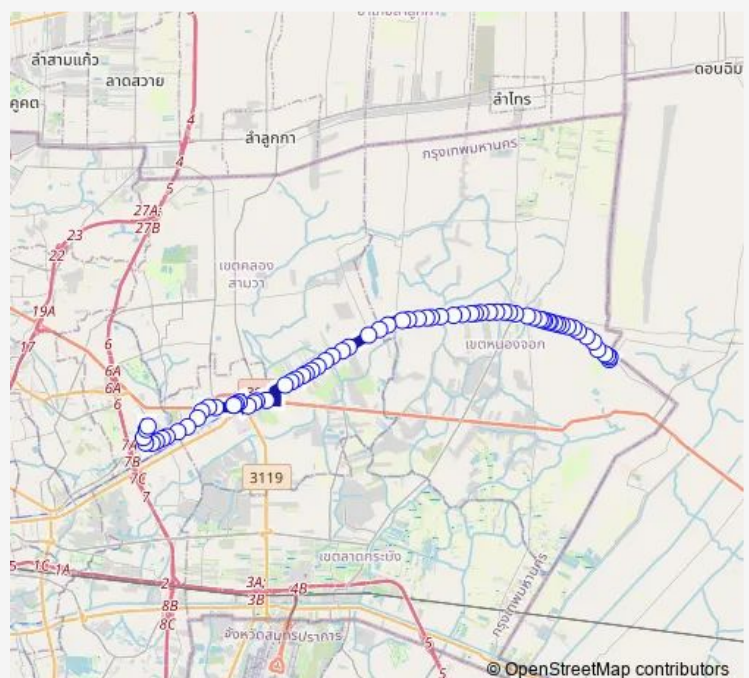 ลำสามแก้ว
ลาดสวาย
คูคต
4
ลำไทร
ดอนฉิม
ลำลูกกา
4
5
กรุงเทพมหานคร
27A;
27B
23
22
เขตคลอง
สามวา
19A
17
6
เขตหนองจอก
6A
6A
6
7A
7B
7C
7
3119
เขตลาดกระบัง
5
1C
1A
2
3A;
3B
4B
8B
8C
5
5
กรุงเทพมหานคร
จังหวัดสมุทรปราการ
© OpenStreetMap contributors